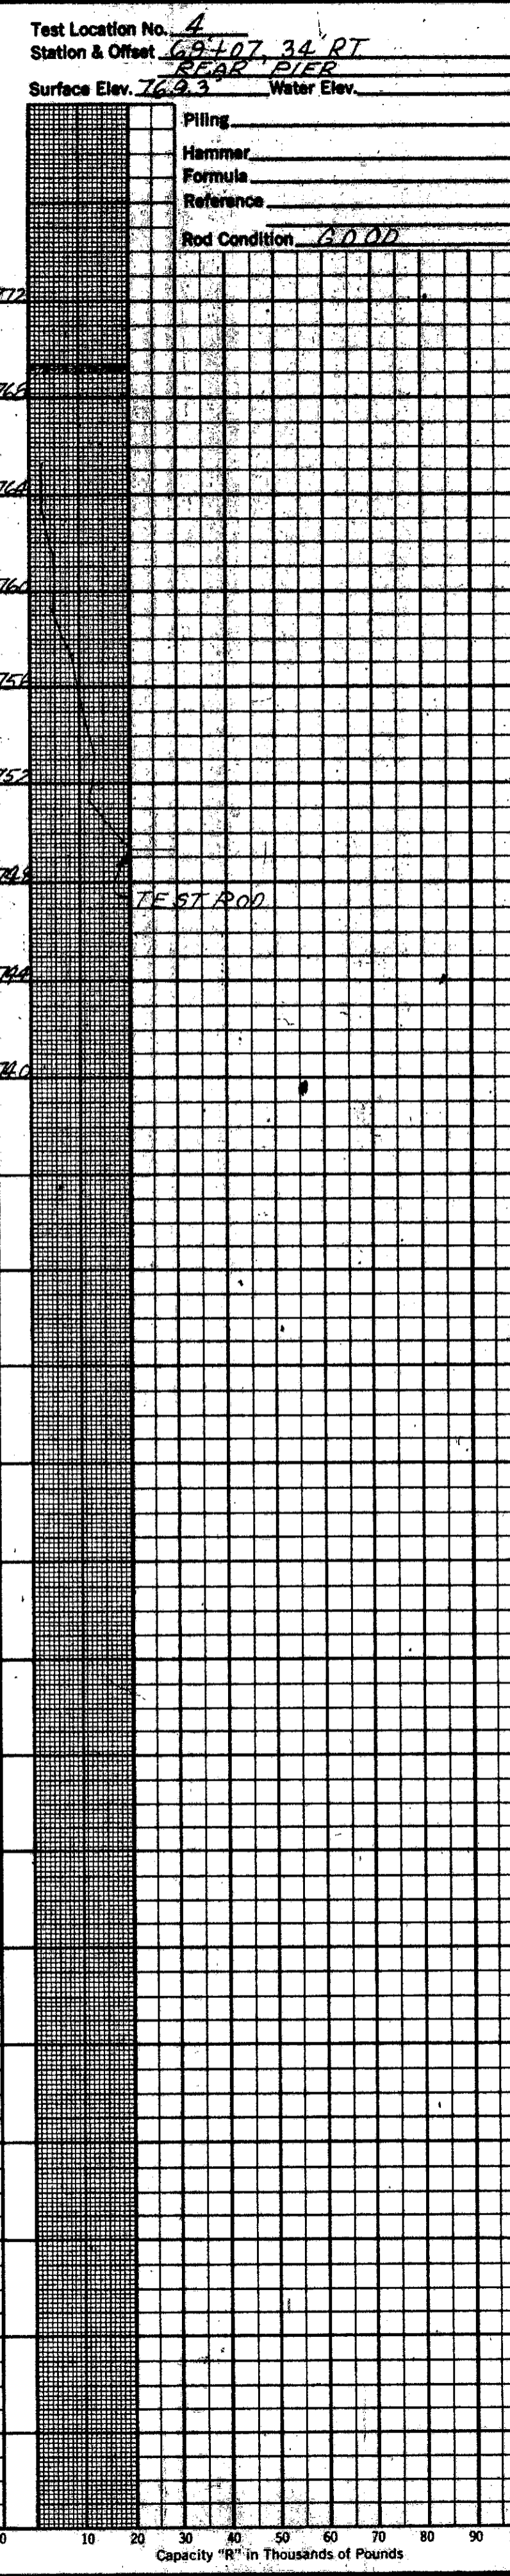 Test Location No. 4
Station & Offset 69+07, 34' RT
REAR PIER
Surface Elev. 769.3 Water Elev.
Piling
Hammer
Formula
Reference
Rod Condition GOOD
772
768
764
760
756
752
748
TEST ROD
744
740
0 10 20 30 40 50 60 70 80 90
Capacity "R" in Thousands of Pounds